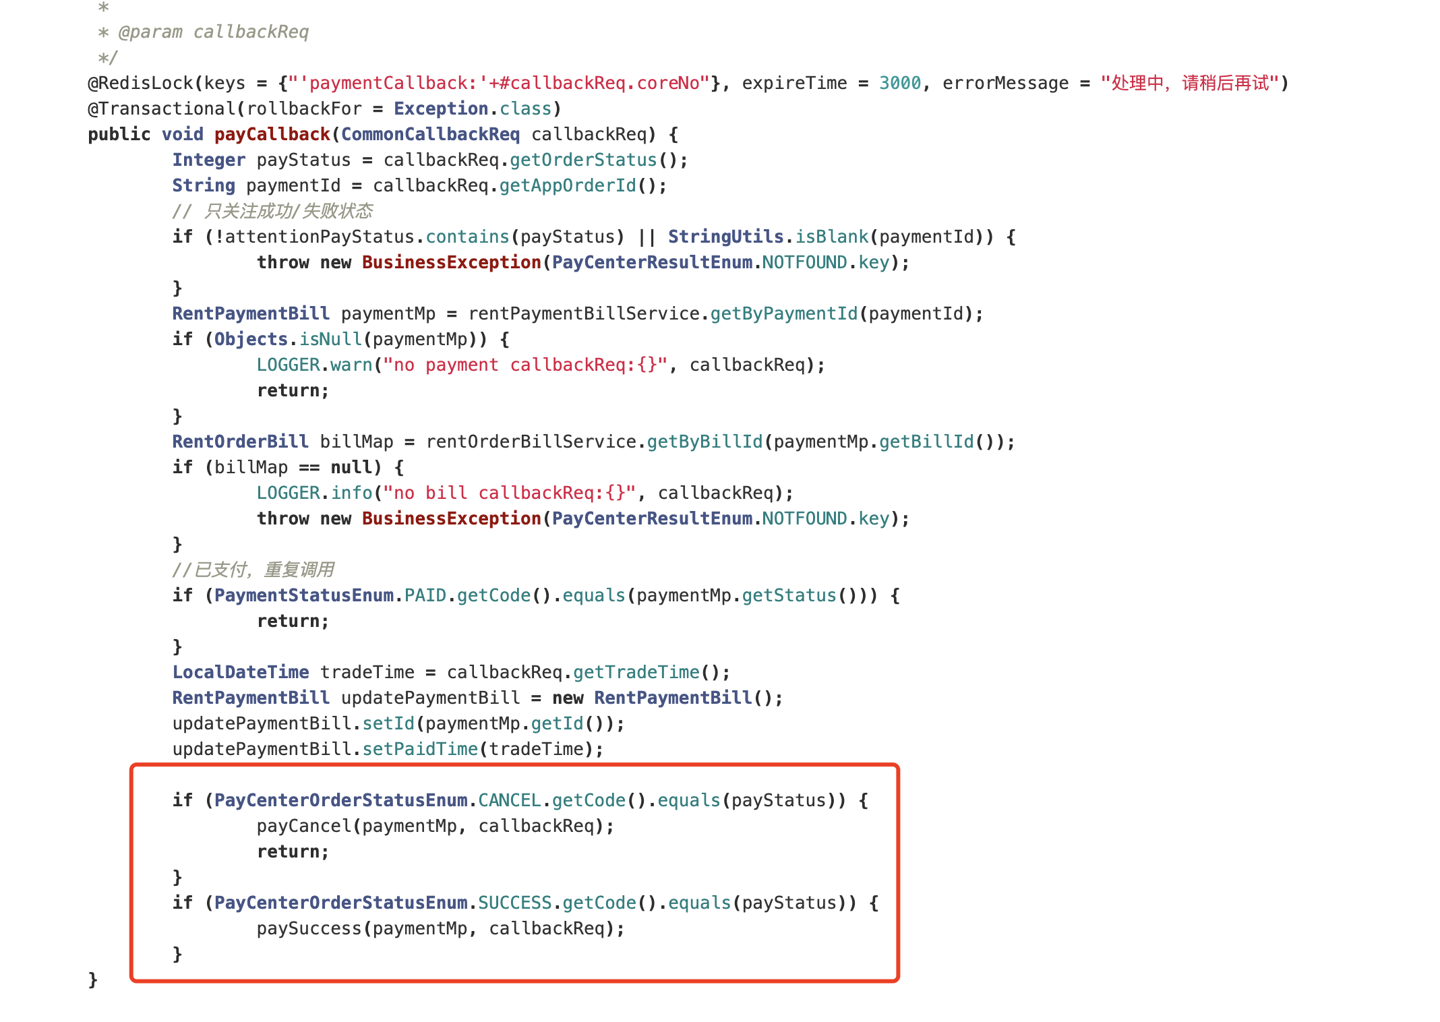 *
* @param callbackReq
*/
@RedisLock(keys = {"'paymentCallback:'+#callbackReq.coreNo"}, expireTime = 3000, errorMessage = "处理中，请稍后再试")
@Transactional(rollbackFor = Exception.class)
public void payCallback(CommonCallbackReq callbackReq) {
Integer payStatus = callbackReq.getOrderStatus();
String paymentId = callbackReq.getAppOrderId();
// 只关注成功/失败状态
if (!attentionPayStatus.contains(payStatus) || StringUtils.isBlank(paymentId)) {
throw new BusinessException(PayCenterResultEnum.NOTFOUND.key);
}
RentPaymentBill paymentMp = rentPaymentBillService.getByPaymentId(paymentId);
if (Objects.isNull(paymentMp)) {
LOGGER.warn("no payment callbackReq:{}", callbackReq);
return;
}
RentOrderBill billMap = rentOrderBillService.getByBillId(paymentMp.getBillId());
if (billMap == null) {
LOGGER.info("no bill callbackReq:{}", callbackReq);
throw new BusinessException(PayCenterResultEnum.NOTFOUND.key);
}
//已支付，重复调用
if (PaymentStatusEnum.PAID.getCode().equals(paymentMp.getStatus())) {
return;
}
LocalDateTime tradeTime = callbackReq.getTradeTime();
RentPaymentBill updatePaymentBill = new RentPaymentBill();
updatePaymentBill.setId(paymentMp.getId());
updatePaymentBill.setPaidTime(tradeTime);
if (PayCenterOrderStatusEnum.CANCEL.getCode().equals(payStatus)) {
payCancel(paymentMp, callbackReq);
return;
}
if (PayCenterOrderStatusEnum.SUCCESS.getCode().equals(payStatus)) {
paySuccess(paymentMp, callbackReq);
}
}